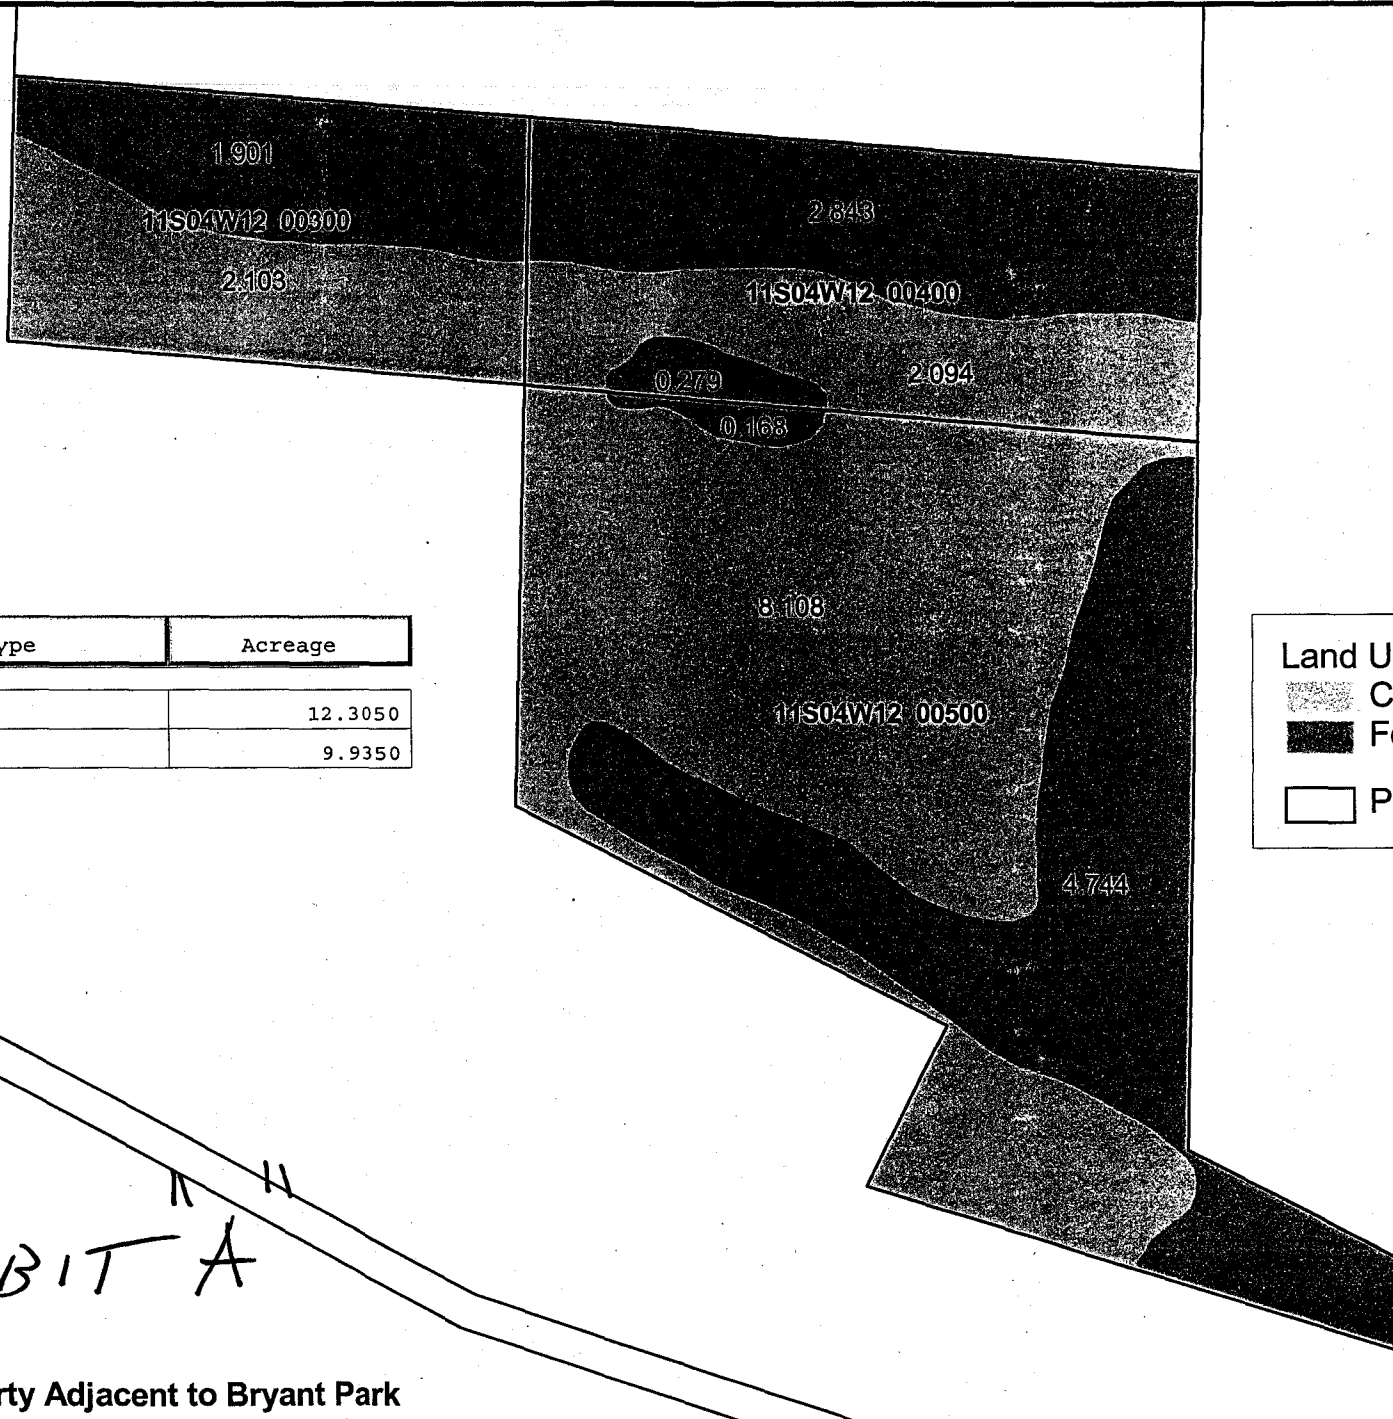 1.901
11S04W12 00300
2.103
2.843
11S04W12 00400
2.094
0.279
0.168
8.108
11S04W12 00500
4.744
ype Acreage
12.3050
9.9350
Land U
C
Fo
P
BIT "A"
rty Adjacent to Bryant Park